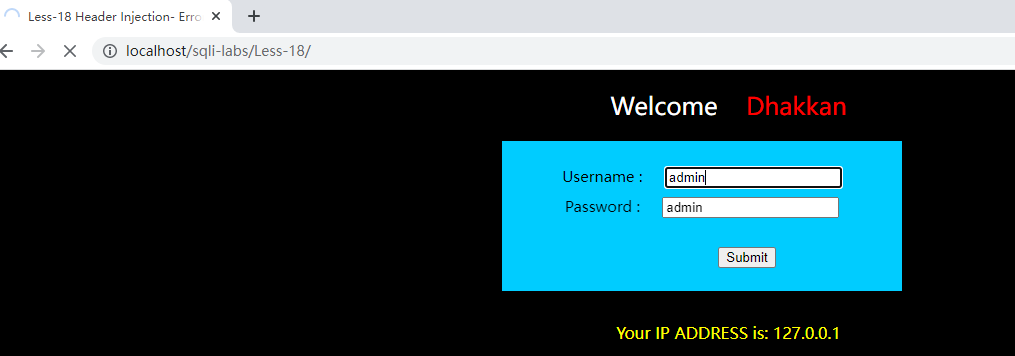 Less-18 Header Injection- Erro
localhost/sqli-labs/Less-18/
Welcome Dhakkan
Username : admin
Password : admin
Submit
Your IP ADDRESS is: 127.0.0.1